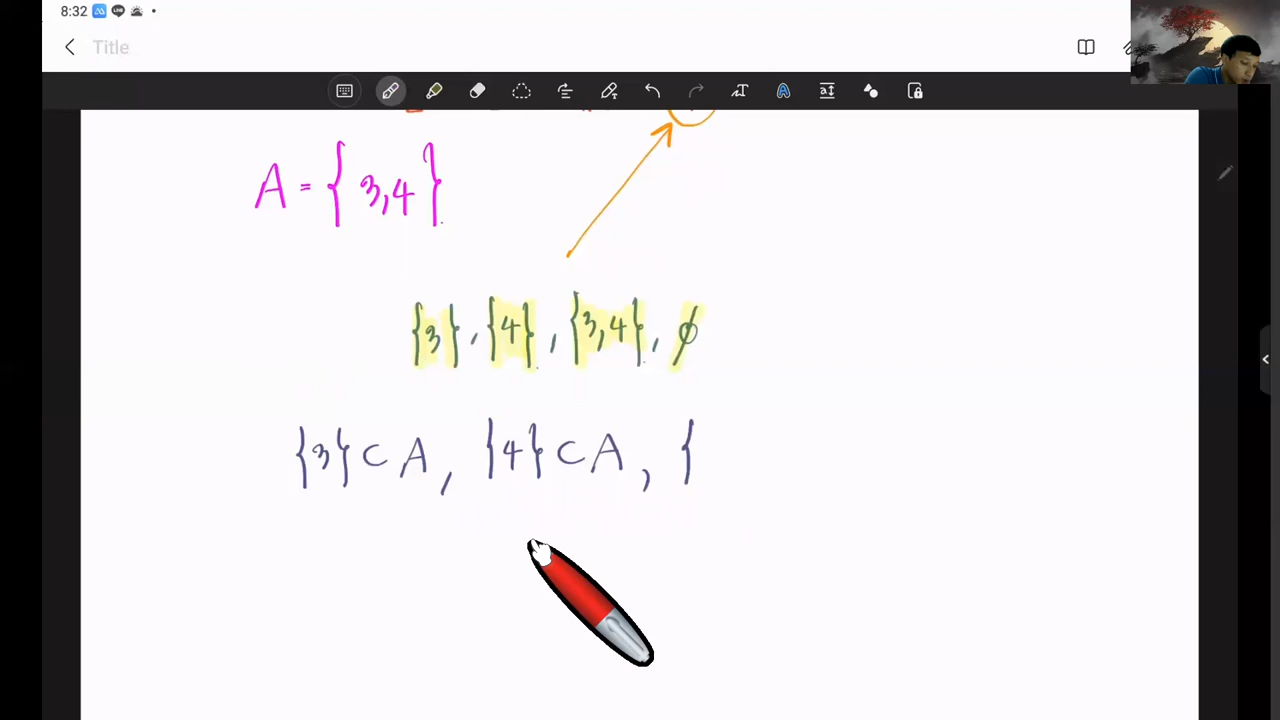 8:32
Title
A = { 3,4 }
{3} , {4} , {3,4} , ∅
{3} ⊂ A , {4} ⊂ A , {